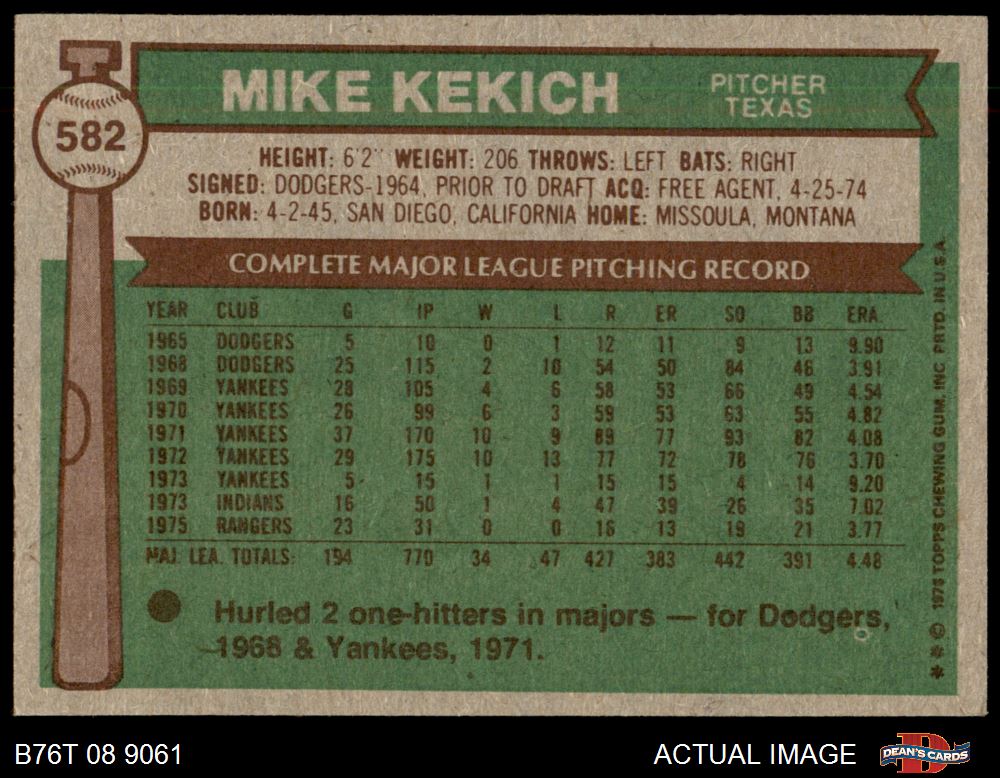 MIKE KEKICH
PITCHER
TEXAS
582
HEIGHT: 6'2" WEIGHT: 206 THROWS: LEFT BATS: RIGHT
SIGNED: DODGERS-1964, PRIOR TO DRAFT ACQ: FREE AGENT, 4-25-74
BORN: 4-2-45, SAN DIEGO, CALIFORNIA HOME: MISSOULA, MONTANA
COMPLETE MAJOR LEAGUE PITCHING RECORD
YEAR CLUB G IP W L R ER SO BB ERA
1965 DODGERS 5 10 0 1 12 11 9 13 9.90
1968 DODGERS 25 115 2 10 54 50 84 46 3.91
1969 YANKEES 28 105 4 6 58 53 66 49 4.54
1970 YANKEES 26 99 6 3 59 53 63 55 4.82
1971 YANKEES 37 170 10 9 89 77 93 82 4.08
1972 YANKEES 29 175 10 13 77 72 78 76 3.70
1973 YANKEES 5 15 1 1 15 15 4 14 9.20
1973 INDIANS 16 50 1 4 47 39 26 35 7.02
1975 RANGERS 23 31 0 0 16 13 19 21 3.77
MAJ. LEA. TOTALS: 194 770 34 47 427 383 442 391 4.48
Hurled 2 one-hitters in majors — for Dodgers,
1968 & Yankees, 1971.
** © 1976 TOPPS CHEWING GUM, INC PRTD. IN U.S.A.
B76T 08 9061
ACTUAL IMAGE
DEAN'S CARDS